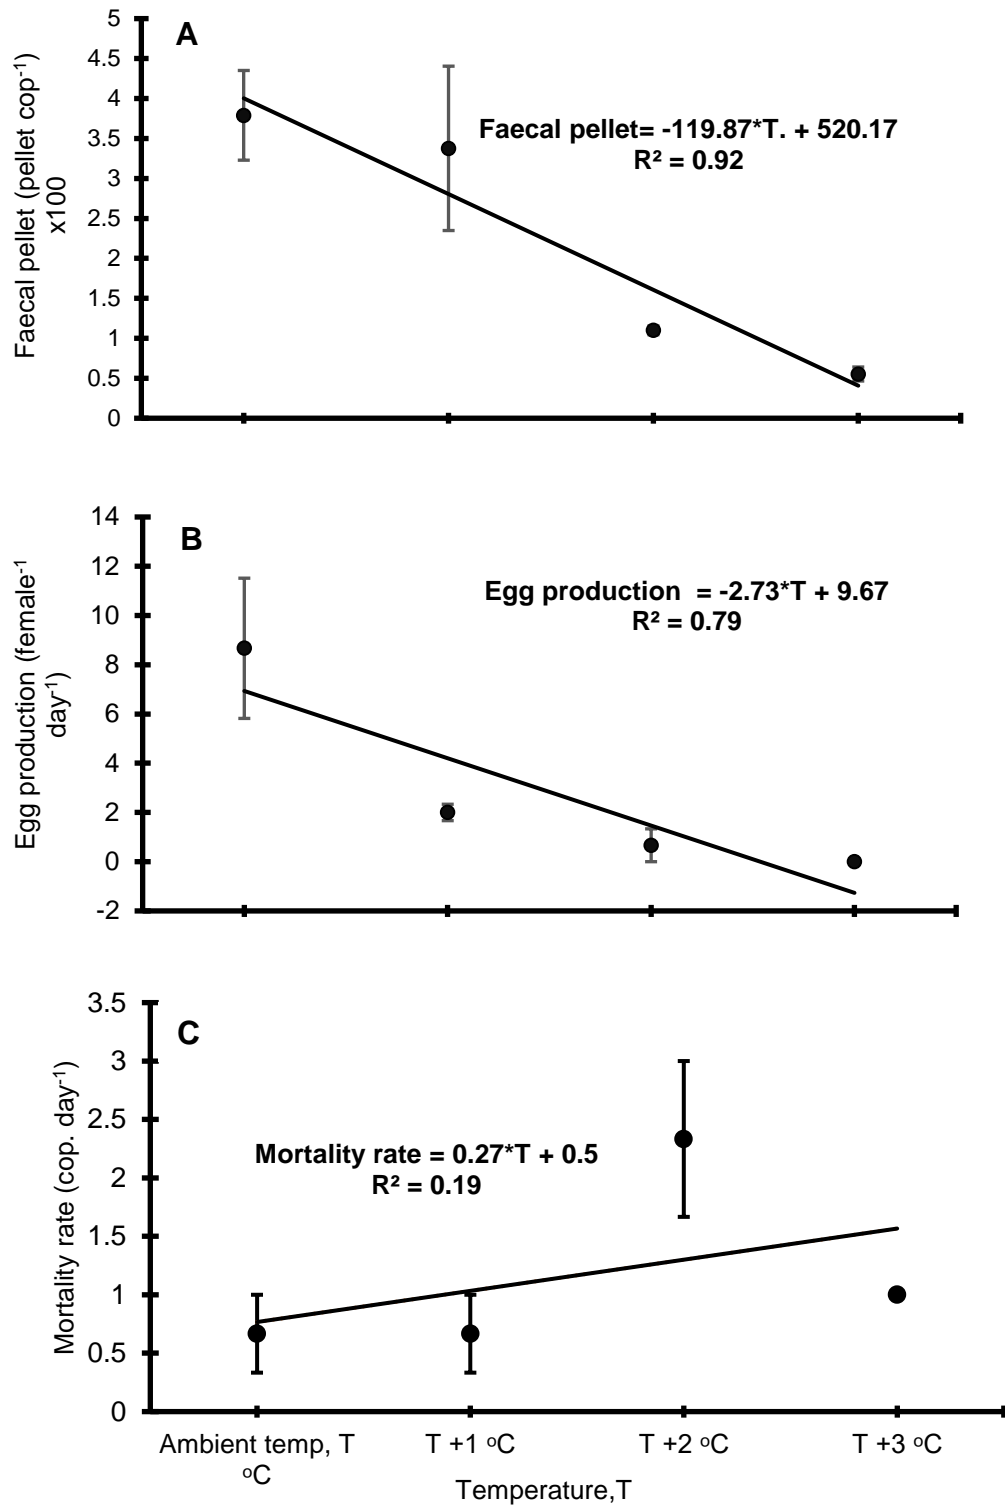 A
Faecal pellet (pellet cop⁻¹)
x100
5
4.5
4
3.5
3
2.5
2
1.5
1
0.5
0
Faecal pellet= -119.87*T. + 520.17
R² = 0.92
B
Egg production (female⁻¹
day⁻¹)
14
12
10
8
6
4
2
0
-2
Egg production = -2.73*T + 9.67
R² = 0.79
C
Mortality rate (cop. day⁻¹)
3.5
3
2.5
2
1.5
1
0.5
0
Mortality rate = 0.27*T + 0.5
R² = 0.19
Ambient temp, T
ºC
T +1 ºC
T +2 ºC
T +3 ºC
Temperature,T